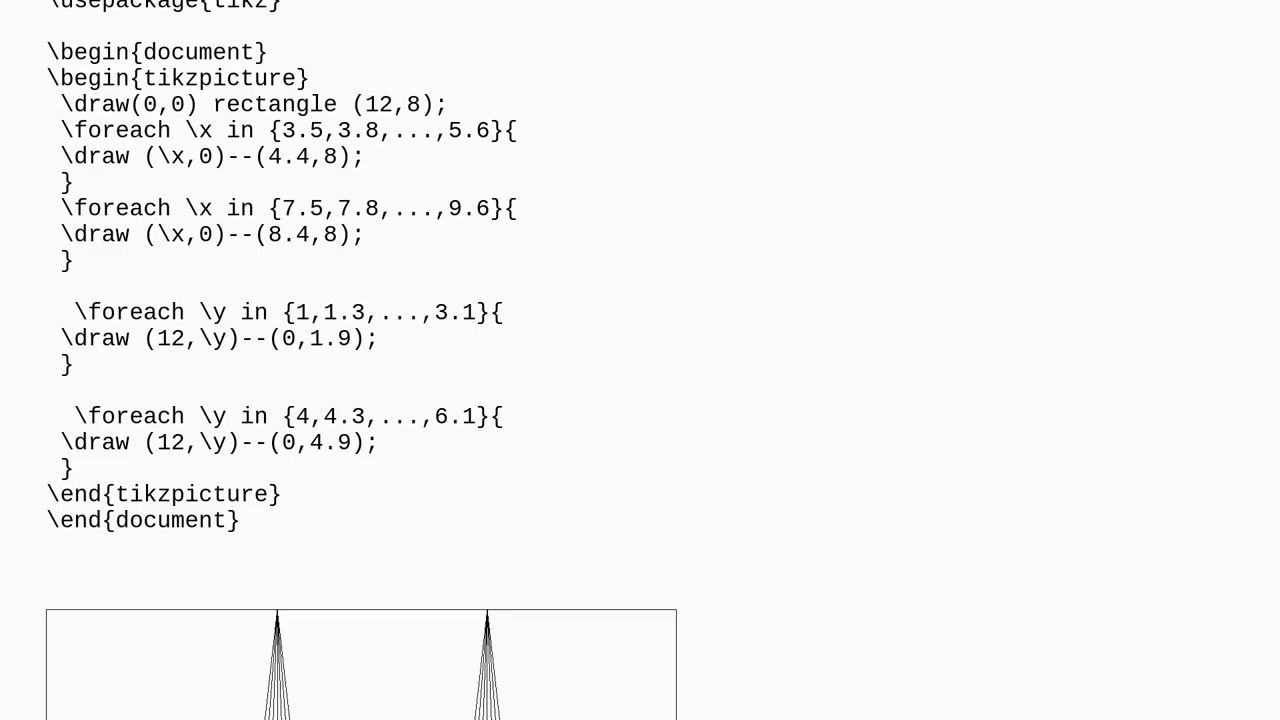 \usepackage{tikz}
\begin{document}
\begin{tikzpicture}
\draw(0,0) rectangle (12,8);
\foreach \x in {3.5,3.8,...,5.6}{
\draw (\x,0)--(4.4,8);
}
\foreach \x in {7.5,7.8,...,9.6}{
\draw (\x,0)--(8.4,8);
}
\foreach \y in {1,1.3,...,3.1}{
\draw (12,\y)--(0,1.9);
}
\foreach \y in {4,4.3,...,6.1}{
\draw (12,\y)--(0,4.9);
}
\end{tikzpicture}
\end{document}